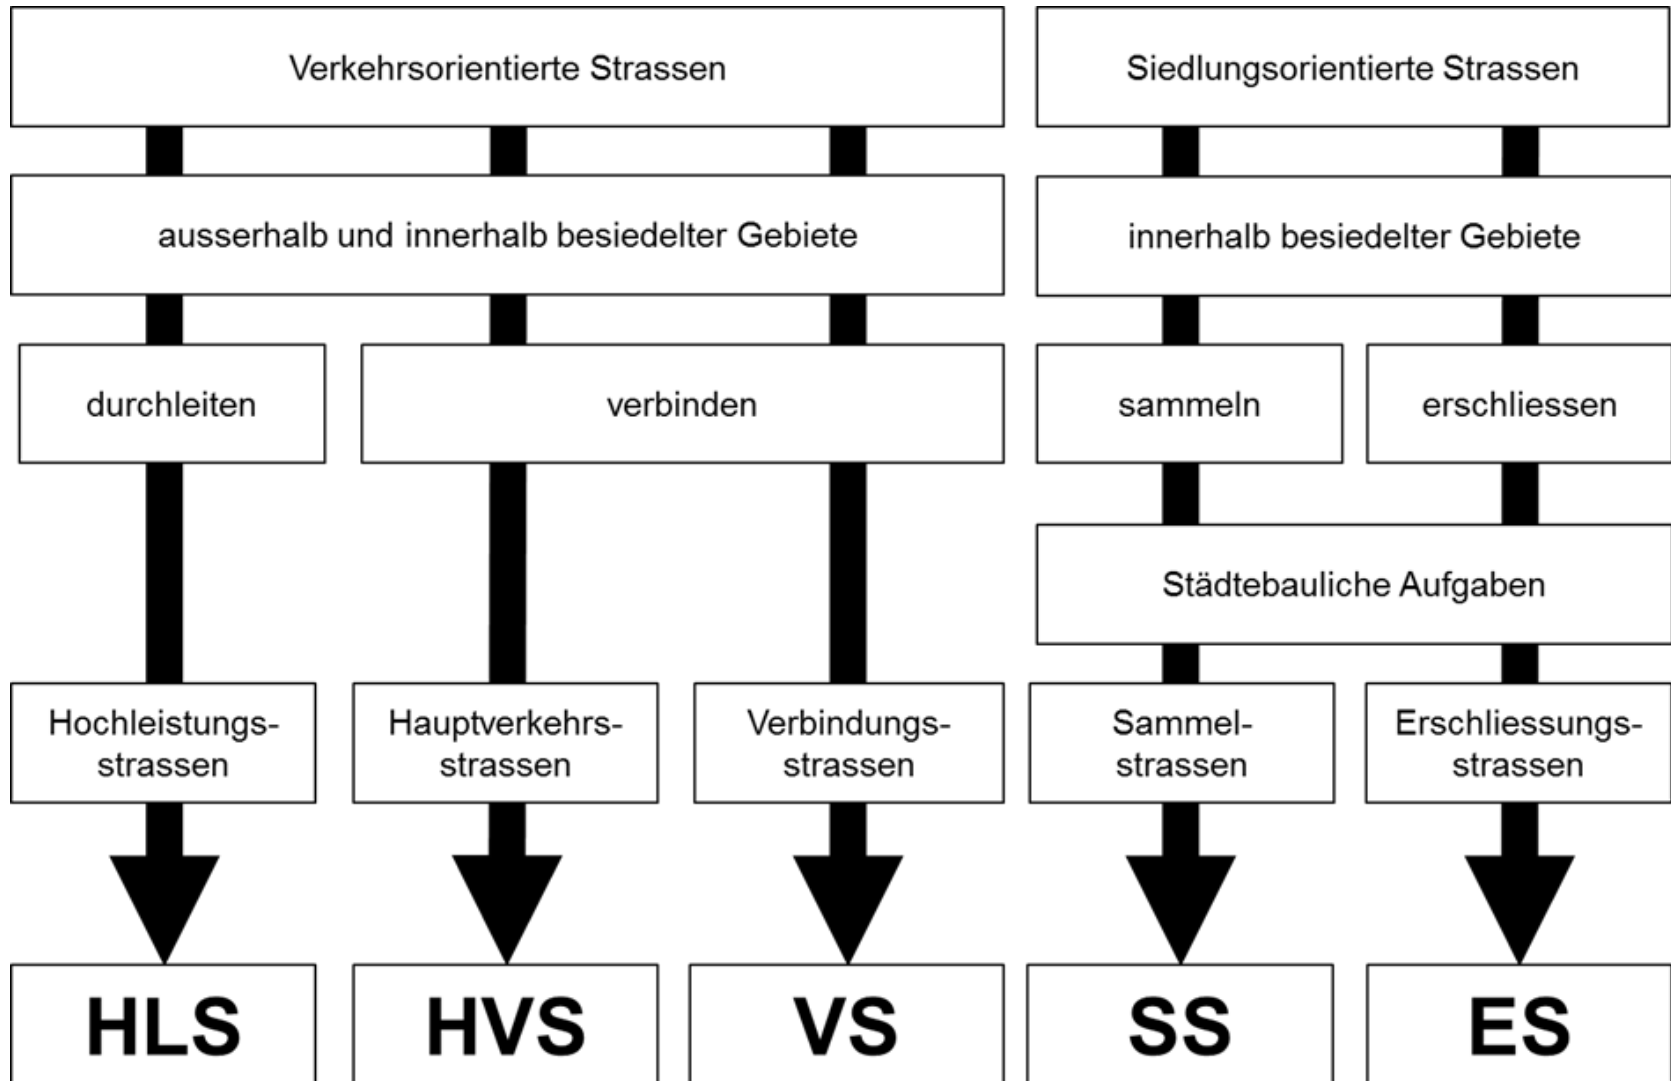 Verkehrsorientierte Strassen
Siedlungsorientierte Strassen
ausserhalb und innerhalb besiedelter Gebiete
innerhalb besiedelter Gebiete
durchleiten
verbinden
sammeln
erschliessen
Städtebauliche Aufgaben
Hochleistungs-
strassen
Hauptverkehrs-
strassen
Verbindungs-
strassen
Sammel-
strassen
Erschliessungs-
strassen
HLS
HVS
VS
SS
ES